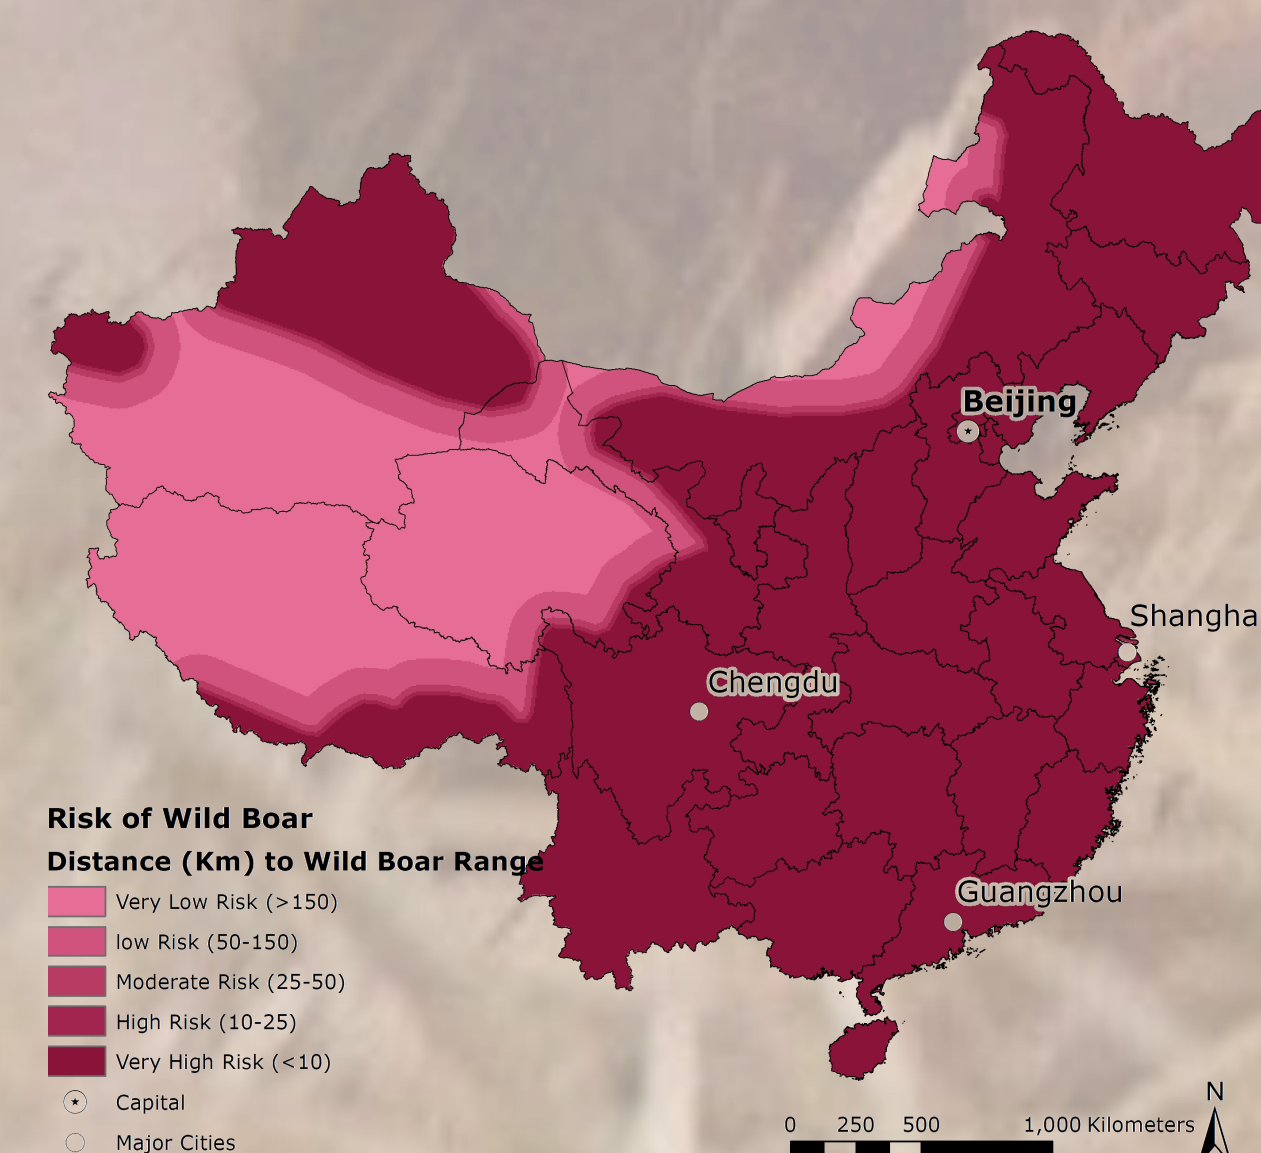 Beijing
Shangha
Chengdu
Guangzhou
Risk of Wild Boar
Distance (Km) to Wild Boar Range
Very Low Risk (>150)
low Risk (50-150)
Moderate Risk (25-50)
High Risk (10-25)
Very High Risk (<10)
Capital
Major Cities
N
0 250 500 1,000 Kilometers